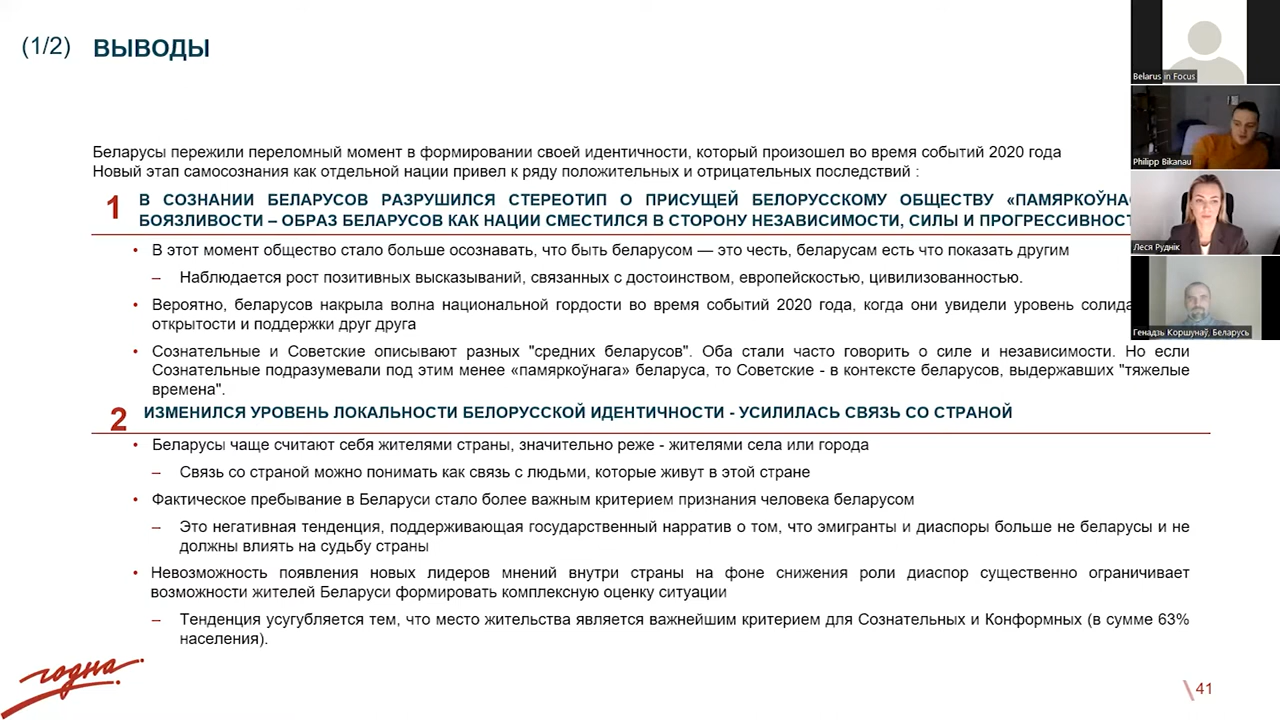 (1/2) ВЫВОДЫ
Беларусы пережили переломный момент в формировании своей идентичности, который произошел во время событий 2020 года
Новый этап самосознания как отдельной нации привел к ряду положительных и отрицательных последствий :
1
В СОЗНАНИИ БЕЛАРУСОВ РАЗРУШИЛСЯ СТЕРЕОТИП О ПРИСУЩЕЙ БЕЛОРУССКОМУ ОБЩЕСТВУ
БОЯЗЛИВОСТИ – ОБРАЗ БЕЛАРУСОВ КАК НАЦИИ СМЕСТИЛСЯ В СТОРОНУ НЕЗАВИСИМОСТИ, СИЛЫ И
• В этот момент общество стало больше осознавать, что быть беларусом — это честь, беларусам есть что показать другим
– Наблюдается рост позитивных высказываний, связанных с достоинством, европейскостью, цивилизованностью.
• Вероятно, беларусов накрыла волна национальной гордости во время событий 2020 года, когда они увидели уровень
открытости и поддержки друг друга
• Сознательные и Советские описывают разных "средних беларусов". Оба стали часто говорить о силе и независимости. Но если
Сознательные подразумевали под этим менее «памяркоўнага» беларуса, то Советские - в контексте беларусов, выдержавших "тяжелые
времена".
2
ИЗМЕНИЛСЯ УРОВЕНЬ ЛОКАЛЬНОСТИ БЕЛОРУССКОЙ ИДЕНТИЧНОСТИ - УСИЛИЛАСЬ СВЯЗЬ СО СТРАНОЙ
• Беларусы чаще считают себя жителями страны, значительно реже - жителями села или города
– Связь со страной можно понимать как связь с людьми, которые живут в этой стране
• Фактическое пребывание в Беларуси стало более важным критерием признания человека беларусом
– Это негативная тенденция, поддерживающая государственный нарратив о том, что эмигранты и диаспоры больше не беларусы и не
должны влиять на судьбу страны
• Невозможность появления новых лидеров мнений внутри страны на фоне снижения роли диаспор существенно ограничивает
возможности жителей Беларуси формировать комплексную оценку ситуации
– Тенденция усугубляется тем, что место жительства является важнейшим критерием для Сознательных и Конформных (в сумме 63%
населения).
годна
41
Belarus in Focus
Philipp Bikanau
Леся Руднік
Генадзь Коршунаў, Беларусь